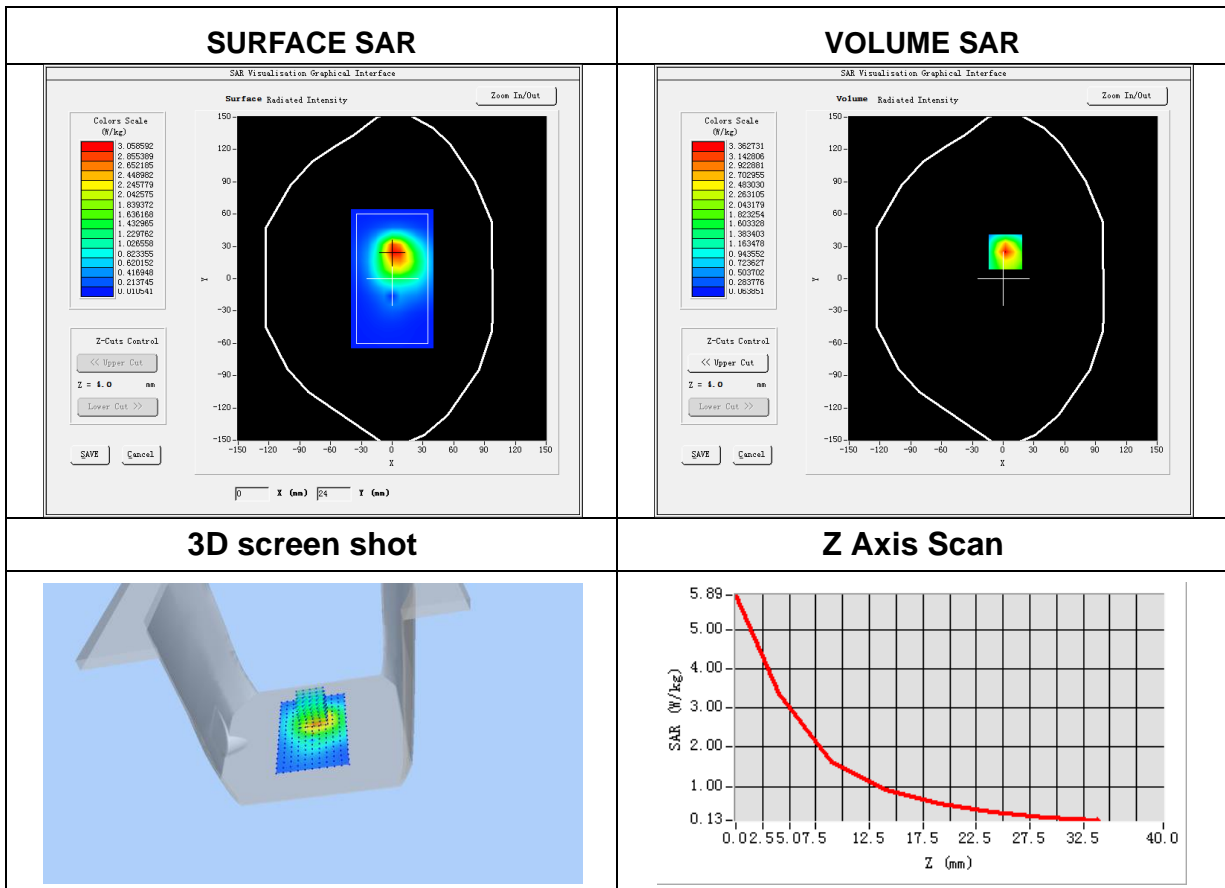 SURFACE SAR
VOLUME SAR
SAR Visualisation Graphical Interface
Surface Radiated Intensity
Zoom In/Out
Colors Scale
(W/kg)
3.058592
2.855389
2.652185
2.448982
2.245779
2.042575
1.839372
1.636168
1.432965
1.229762
1.026558
0.823355
0.620152
0.416948
0.213745
0.010541
150
120
90
60
30
0
-30
-60
-90
-120
-150
Y
-150 -120 -90 -60 -30 0 30 60 90 120 150
X
Z-Cuts Control
<< Upper Cut
Z = 4.0 mm
Lower Cut >>
SAVE Cancel
0 X (mm) 24 Y (mm)
SAR Visualisation Graphical Interface
Volume Radiated Intensity
Zoom In/Out
Colors Scale
(W/kg)
3.362731
3.142806
2.922881
2.702955
2.483030
2.263105
2.043179
1.823254
1.603328
1.383403
1.163478
0.943552
0.723627
0.503702
0.283776
0.063851
150
120
90
60
30
0
-30
-60
-90
-120
-150
Y
-150 -120 -90 -60 -30 0 30 60 90 120 150
X
Z-Cuts Control
<< Upper Cut
Z = 4.0 mm
Lower Cut >>
SAVE Cancel
3D screen shot
Z Axis Scan
5.89
5.00
4.00
3.00
2.00
1.00
0.13
SAR (W/kg)
0.0 2.5 5.0 7.5 12.5 17.5 22.5 27.5 32.5 40.0
Z (mm)